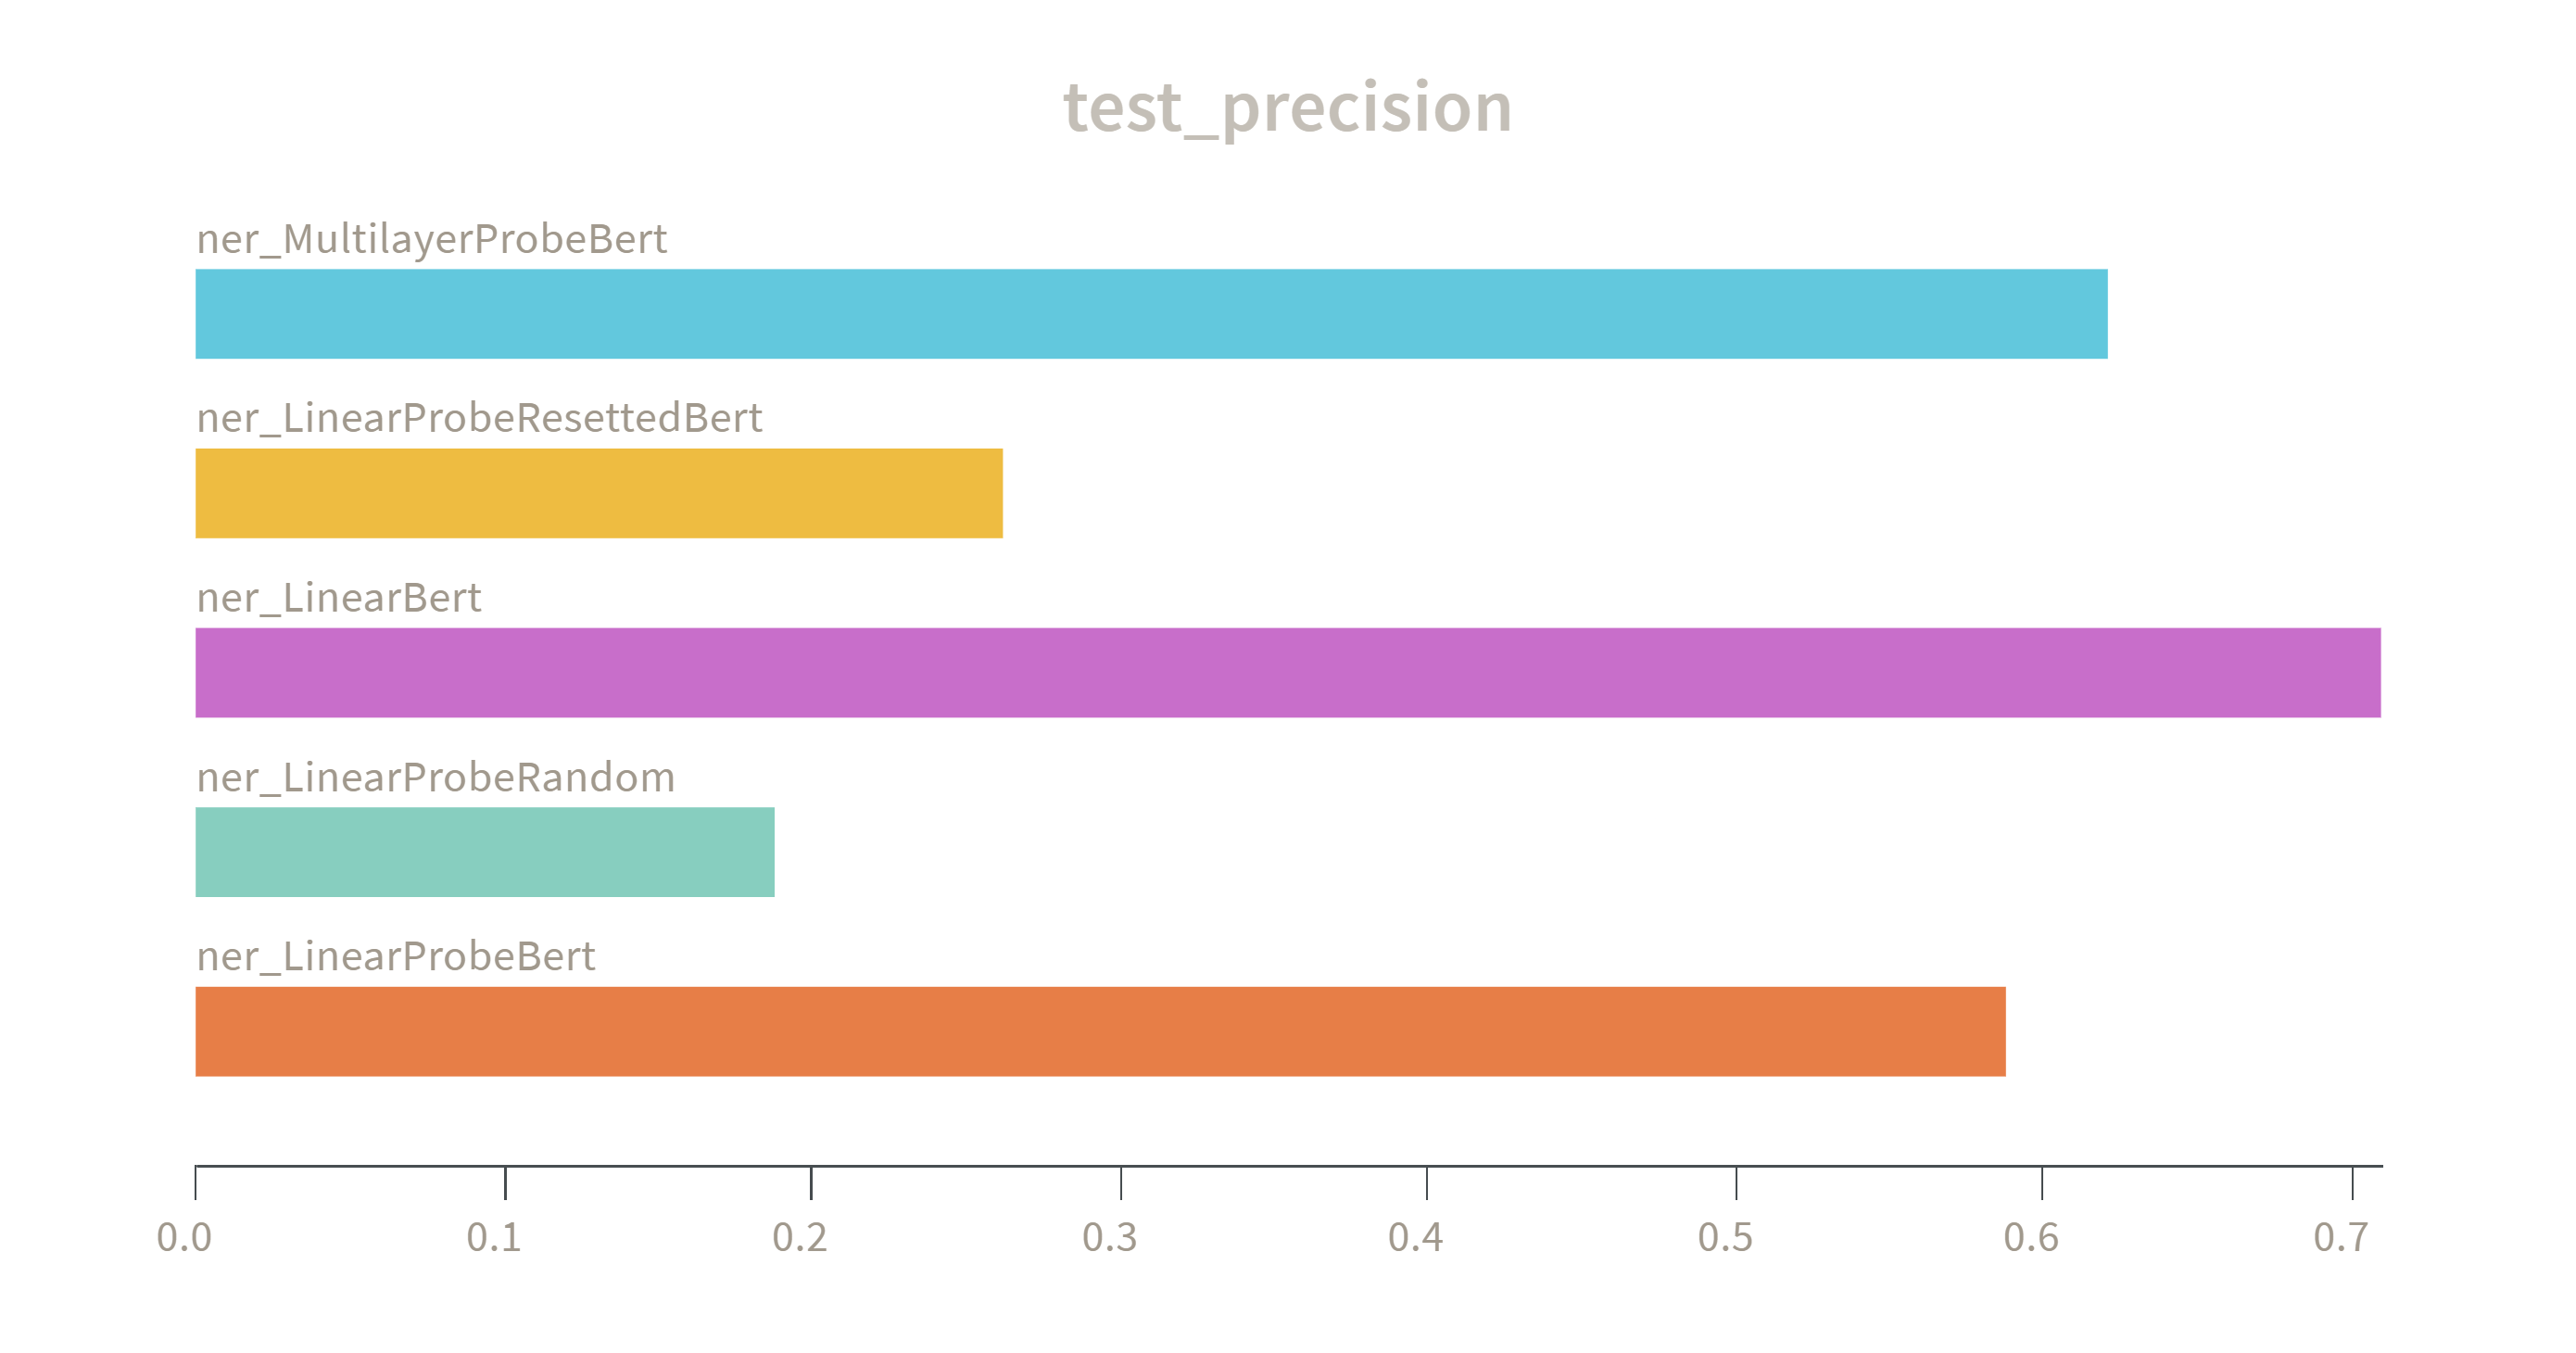 test_precision
ner_MultilayerProbeBert
ner_LinearProbeResettedBert
ner_LinearBert
ner_LinearProbeRandom
ner_LinearProbeBert
0.0 0.1 0.2 0.3 0.4 0.5 0.6 0.7